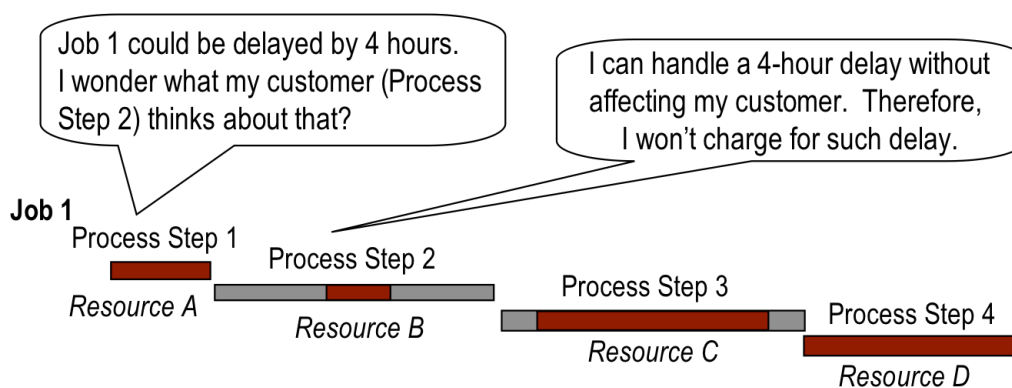 Job 1 could be delayed by 4 hours.
I wonder what my customer (Process
Step 2) thinks about that?
I can handle a 4-hour delay without
affecting my customer.  Therefore,
I won't charge for such delay.
Job 1
Process Step 1
Resource A
Process Step 2
Resource B
Process Step 3
Resource C
Process Step 4
Resource D